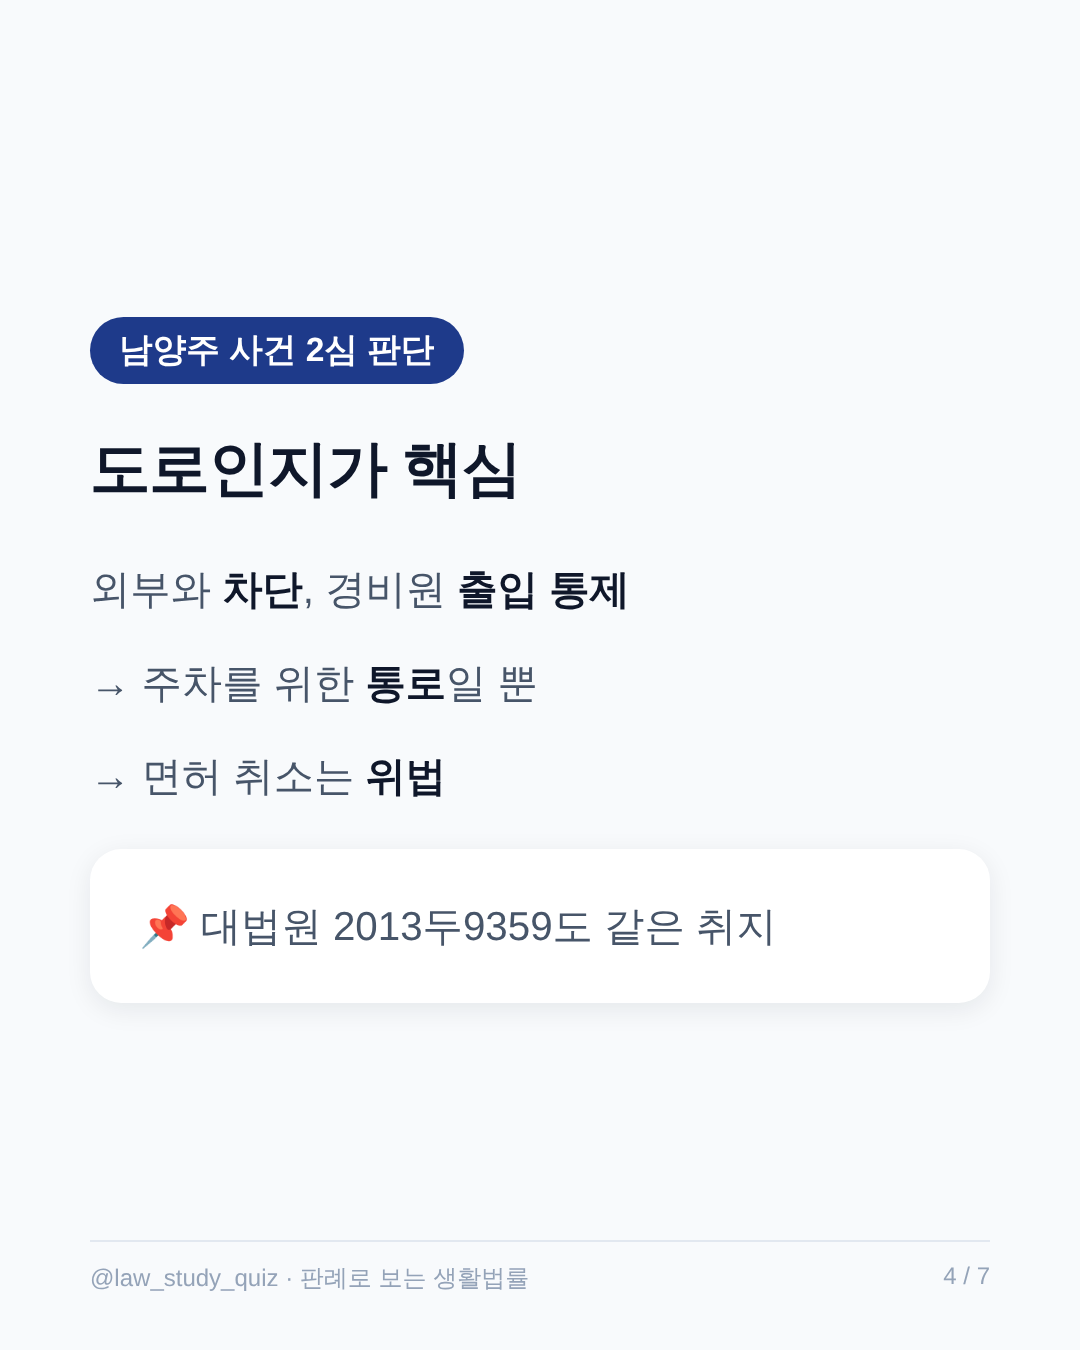 남양주 사건 2심 판단
도로인지가 핵심
외부와 차단, 경비원 출입 통제
→ 주차를 위한 통로일 뿐
→ 면허 취소는 위법
📌 대법원 2013두9359도 같은 취지
@law_study_quiz · 판례로 보는 생활법률
4 / 7